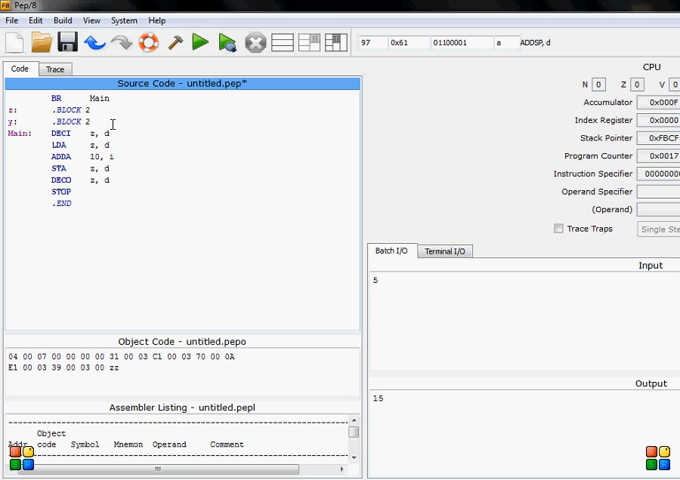 Pep/8
File Edit Build View System Help
97 0x61 01100001 a ADDSP, d
Code Trace
Source Code - untitled.pep*
BR Main
z: .BLOCK 2
y: .BLOCK 2
Main: DECI z, d
LDA z, d
ADDA 10, i
STA z, d
DECO z, d
STOP
.END
Object Code - untitled.pepo
04 00 07 00 00 00 00 31 00 03 C1 00 03 70 00 0A
E1 00 03 39 00 03 00 zz
Assembler Listing - untitled.pepl
Object
Addr code Symbol Mnemon Operand Comment
CPU
N 0 Z 0 V 0
Accumulator 0x000F
Index Register 0x0000
Stack Pointer 0xFBCF
Program Counter 0x0017
Instruction Specifier 0000000
Operand Specifier
(Operand)
Trace Traps Single Ste
Batch I/O Terminal I/O
Input
5
Output
15